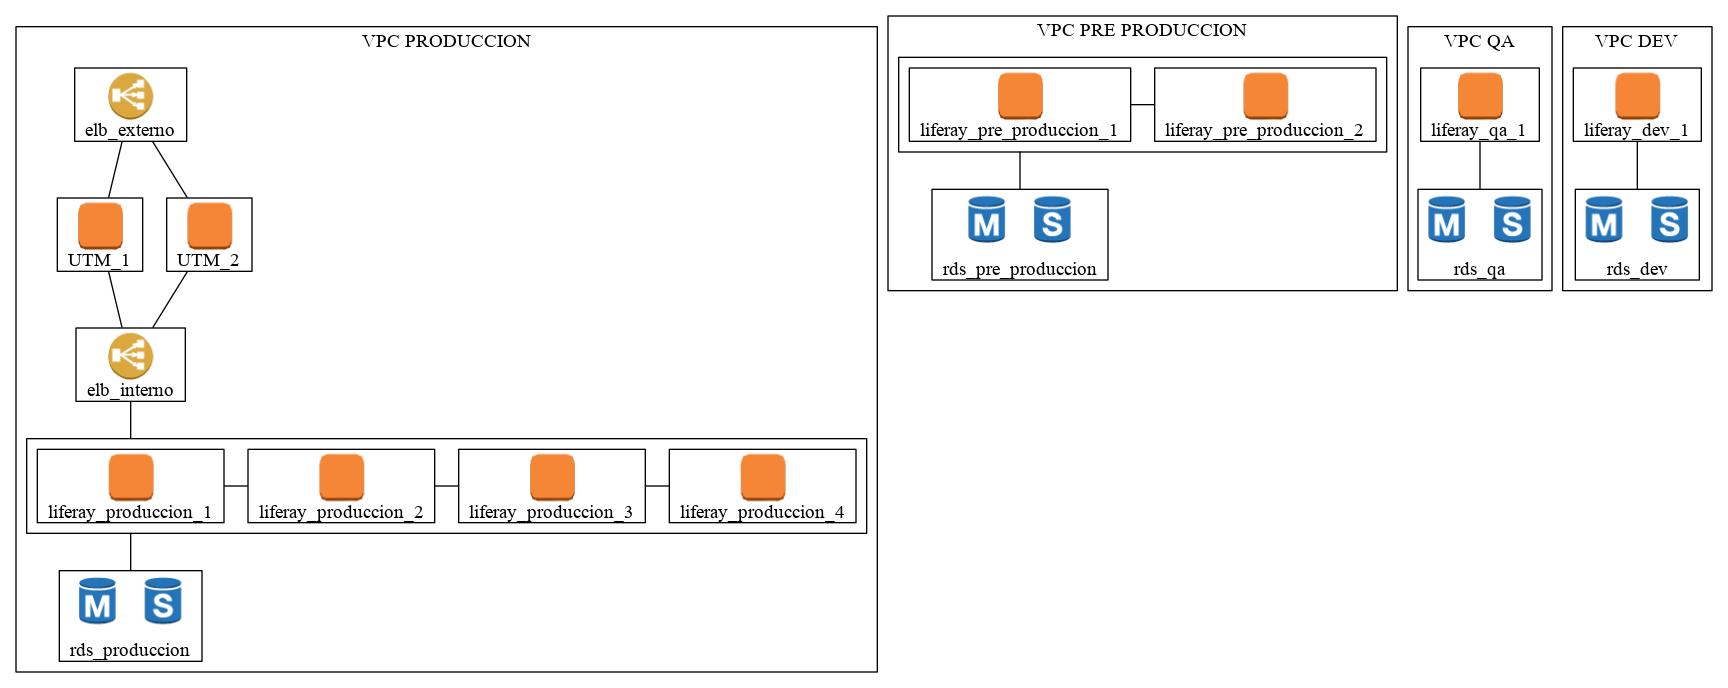 VPC PRODUCCION
elb_externo
UTM_1
UTM_2
elb_interno
liferay_produccion_1
liferay_produccion_2
liferay_produccion_3
liferay_produccion_4
M
S
rds_produccion
VPC PRE PRODUCCION
liferay_pre_produccion_1
liferay_pre_produccion_2
M
S
rds_pre_produccion
VPC QA
liferay_qa_1
M
S
rds_qa
VPC DEV
liferay_dev_1
M
S
rds_dev